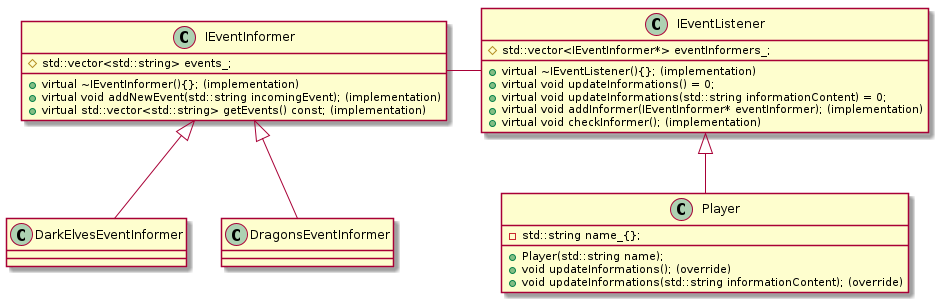 C IEventInformer
std::vector<std::string> events_;
virtual ~IEventInformer(){}; (implementation)
virtual void addNewEvent(std::string incomingEvent); (implementation)
virtual std::vector<std::string> getEvents() const; (implementation)
C IEventListener
std::vector<IEventInformer*> eventInformers_;
virtual ~IEventListener(){}; (implementation)
virtual void updateInformations() = 0;
virtual void updateInformations(std::string informationContent) = 0;
virtual void addInformer(IEventInformer* eventInformer); (implementation)
virtual void checkInformer(); (implementation)
C DarkElvesEventInformer
C DragonsEventInformer
C Player
std::string name_{};
Player(std::string name);
void updateInformations(); (override)
void updateInformations(std::string informationContent); (override)